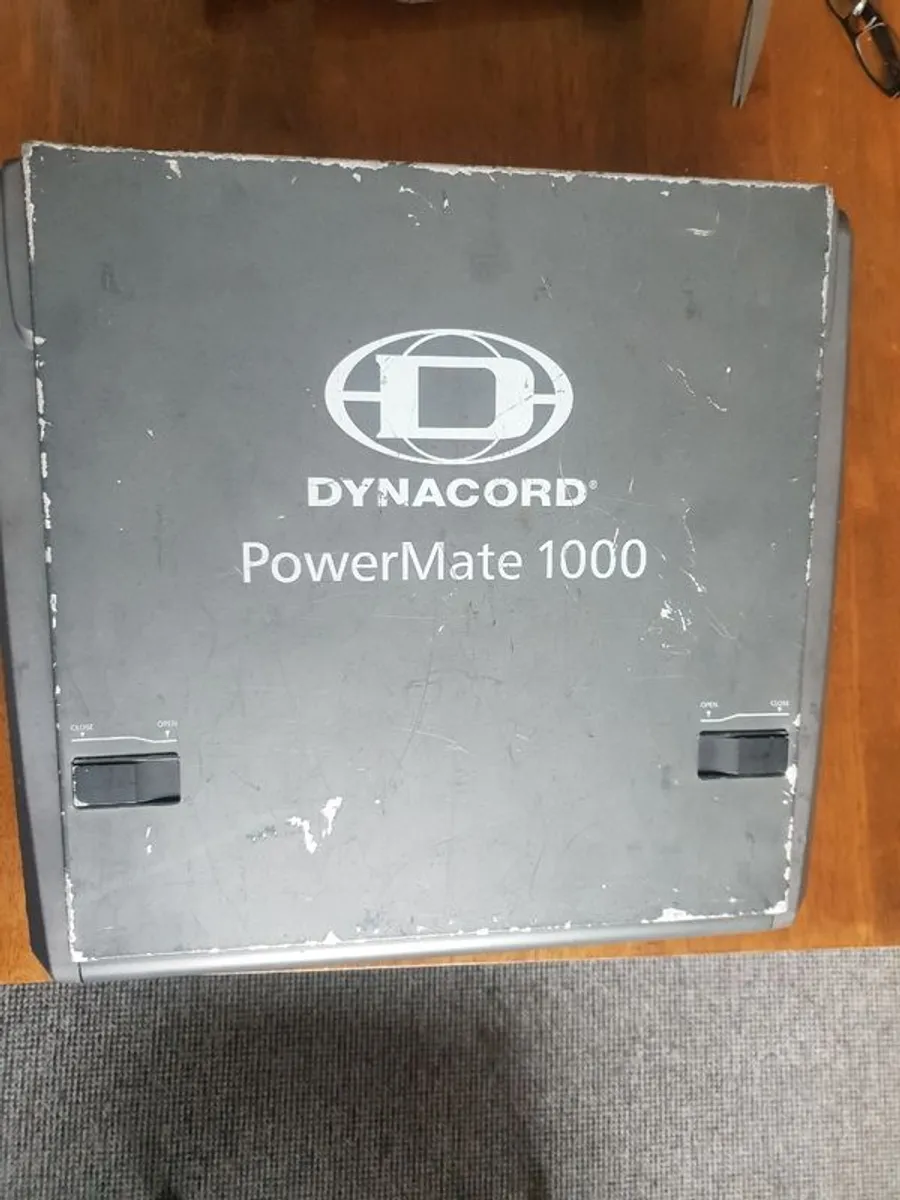 D
DYNACORD®
PowerMate 1000
CLOSE OPEN
OPEN CLOSE